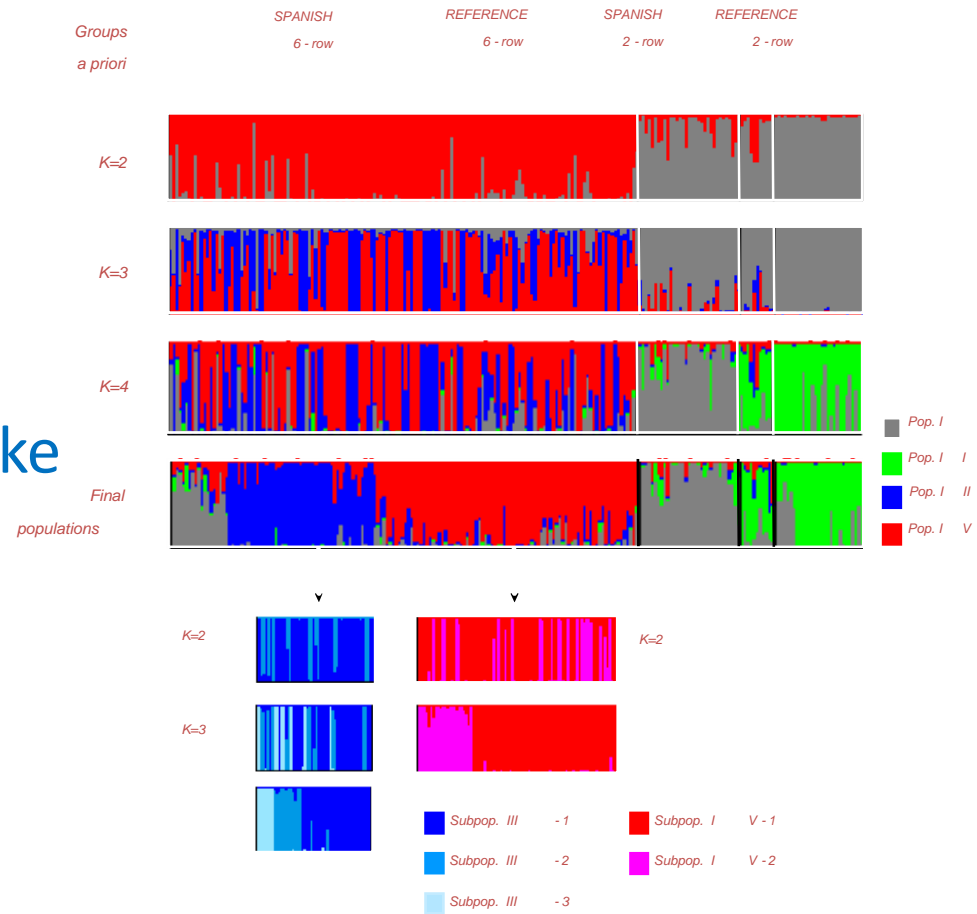 Groups
a priori
SPANISH REFERENCE SPANISH REFERENCE
6 - row 6 - row 2 - row 2 - row
K=2
K=3
K=4
ke
Final
populations
Pop. I
Pop. I I
Pop. I II
Pop. I V
K=2 K=2
K=3
Subpop. III - 1 Subpop. I V - 1
Subpop. III - 2 Subpop. I V - 2
Subpop. III - 3